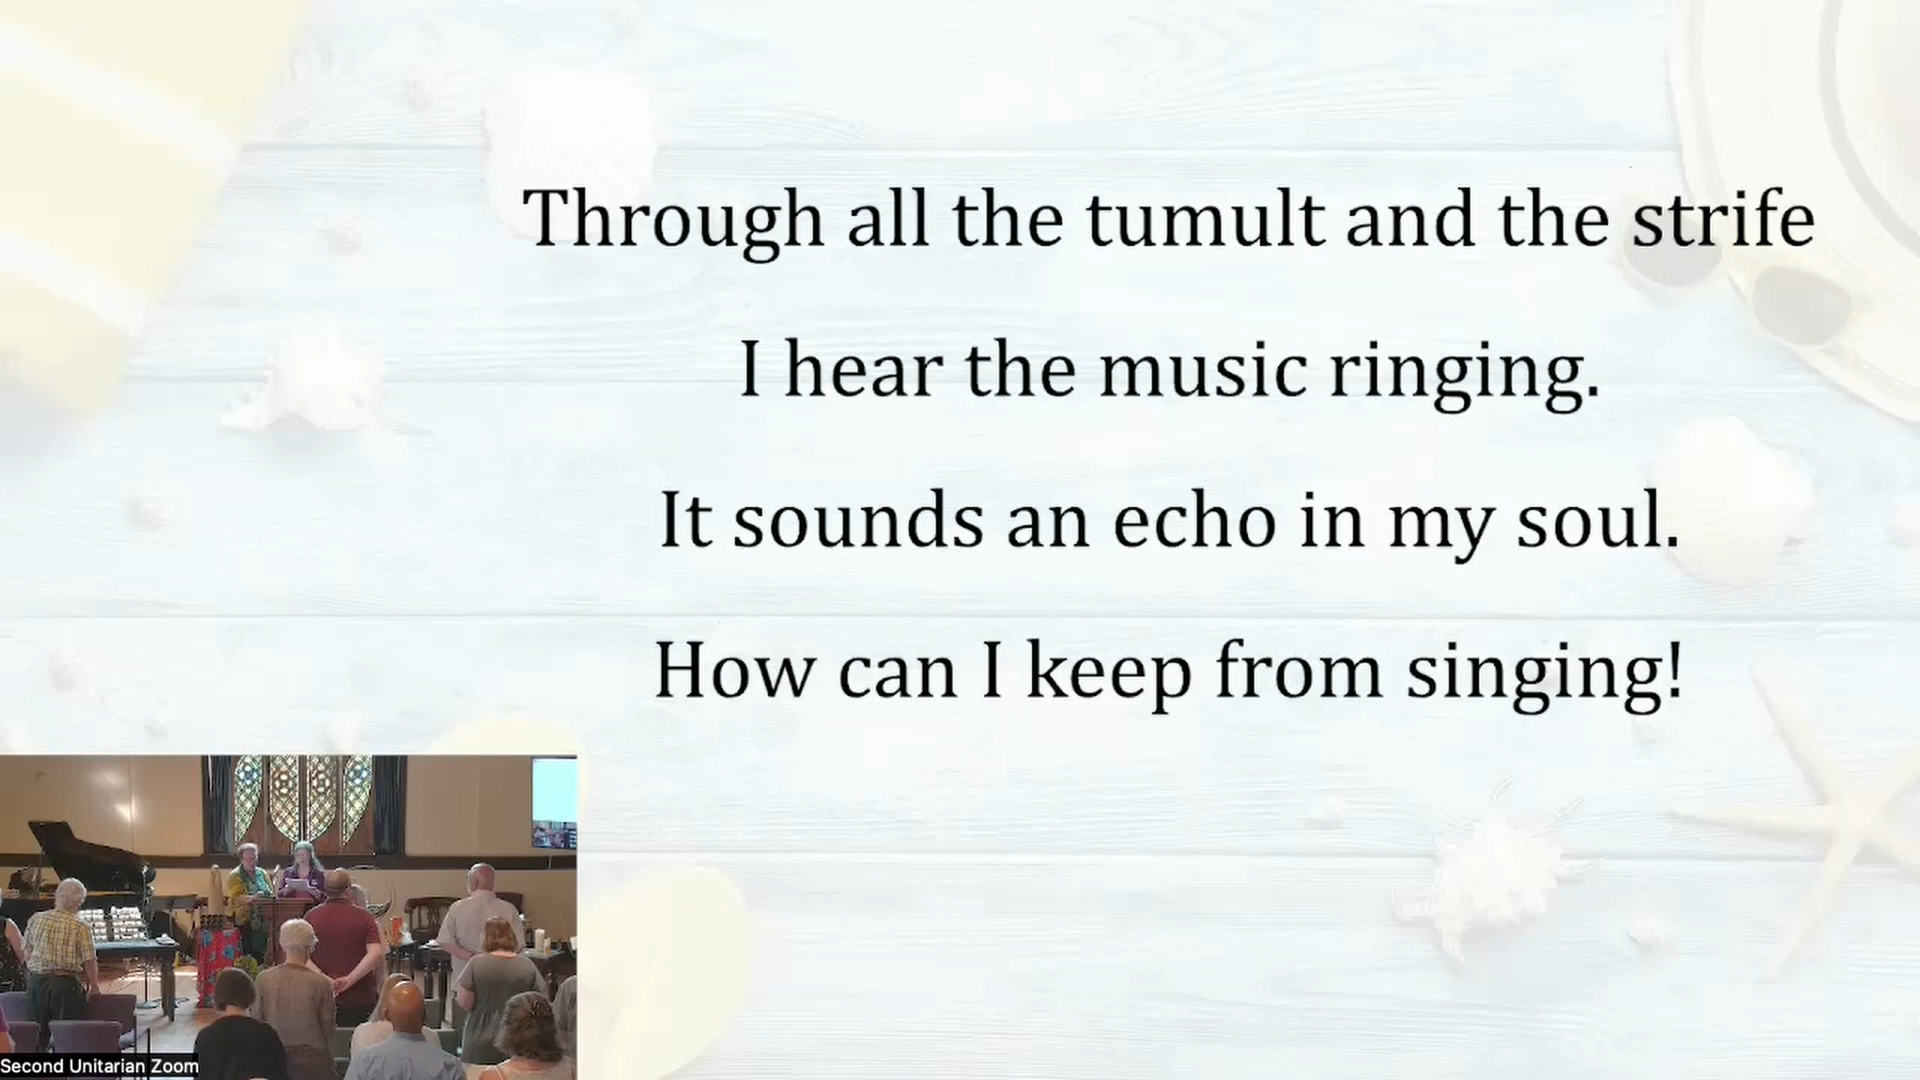 Through all the tumult and the strife
I hear the music ringing.
It sounds an echo in my soul.
How can I keep from singing!
Second Unitarian Zoom